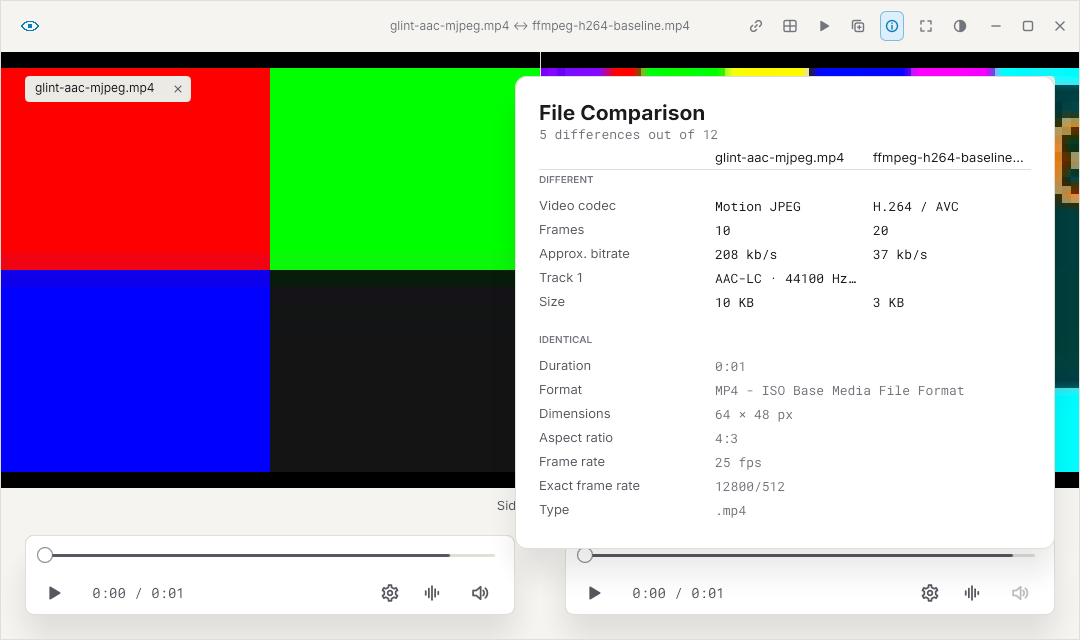 glint-aac-mjpeg.mp4 ↔ ffmpeg-h264-baseline.mp4
glint-aac-mjpeg.mp4 ×
File Comparison
5 differences out of 12
glint-aac-mjpeg.mp4 ffmpeg-h264-baseline...
DIFFERENT
Video codec Motion JPEG H.264 / AVC
Frames 10 20
Approx. bitrate 208 kb/s 37 kb/s
Track 1 AAC-LC · 44100 Hz…
Size 10 KB 3 KB
IDENTICAL
Duration 0:01
Format MP4 - ISO Base Media File Format
Dimensions 64 × 48 px
Aspect ratio 4:3
Frame rate 25 fps
Exact frame rate 12800/512
Type .mp4
Sid
0:00 / 0:01
0:00 / 0:01